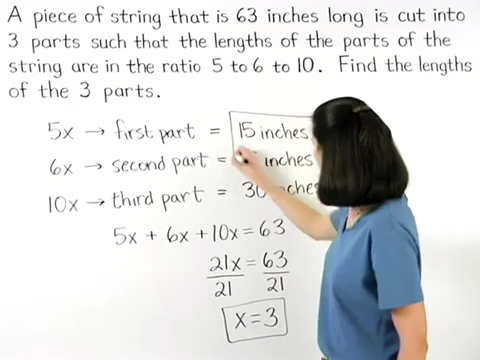 A piece of string that is 63 inches long is cut into
3 parts such that the lengths of the parts of the
string are in the ratio 5 to 6 to 10. Find the lengths
of the 3 parts.
5x → first part = 15 inches
6x → second part = inches
10x → third part = 30 inches
5x + 6x + 10x = 63
21x = 63
21 21
x = 3